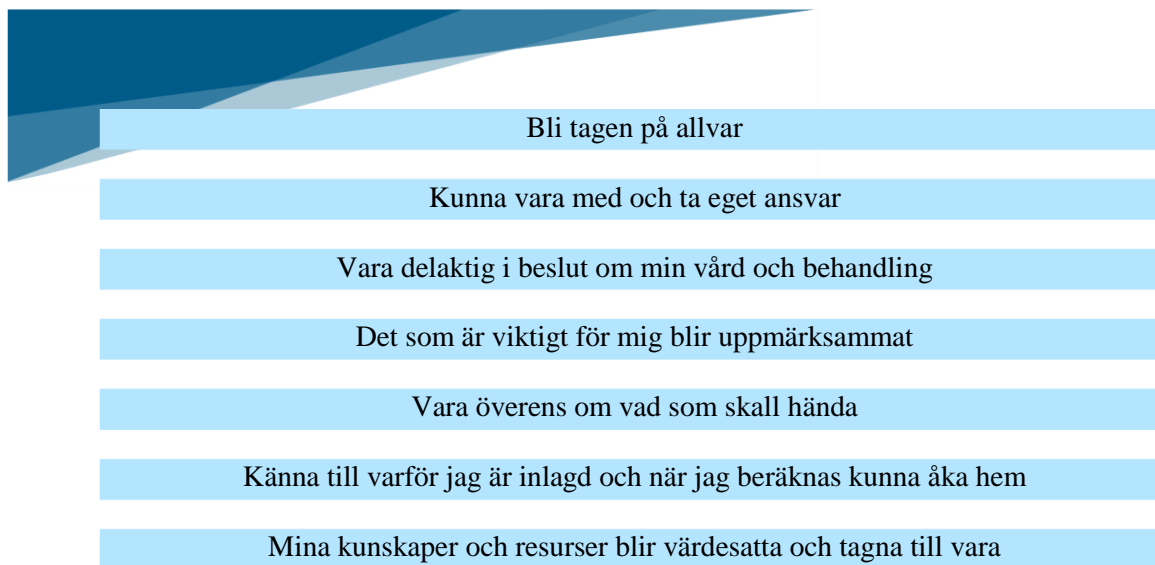 Bli tagen på allvar
Kunna vara med och ta eget ansvar
Vara delaktig i beslut om min vård och behandling
Det som är viktigt för mig blir uppmärksammat
Vara överens om vad som skall hända
Känna till varför jag är inlagd och när jag beräknas kunna åka hem
Mina kunskaper och resurser blir värdesatta och tagna till vara